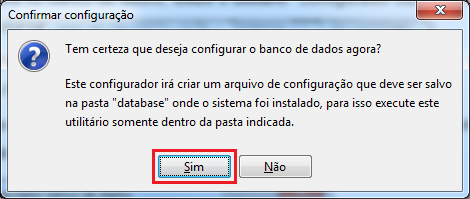 Confirmar configuração
Tem certeza que deseja configurar o banco de dados agora?
Este configurador irá criar um arquivo de configuração que deve ser salvo
na pasta "database" onde o sistema foi instalado, para isso execute este
utilitário somente dentro da pasta indicada.
Sim
Não